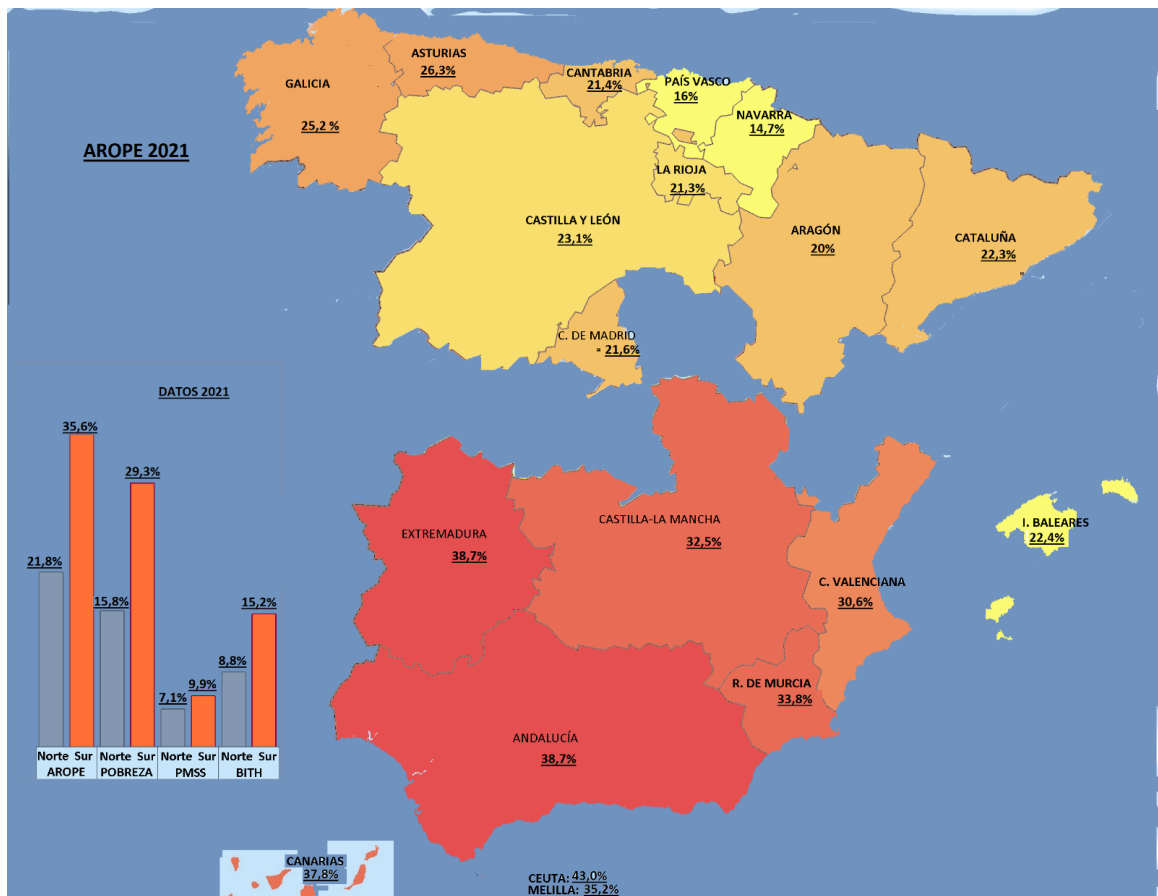 AROPE 2021
GALICIA
25,2 %
ASTURIAS
26,3%
CANTABRIA
21,4%
PAÍS VASCO
16%
NAVARRA
14,7%
LA RIOJA
21,3%
CASTILLA Y LEÓN
23,1%
ARAGÓN
20%
CATALUÑA
22,3%
C. DE MADRID
21,6%
EXTREMADURA
38,7%
CASTILLA-LA MANCHA
32,5%
C. VALENCIANA
30,6%
I. BALEARES
22,4%
R. DE MURCIA
33,8%
ANDALUCÍA
38,7%
CANARIAS
37,8%
CEUTA: 43,0%
MELILLA: 35,2%
DATOS 2021
35,6%
29,3%
21,8%
15,8%
15,2%
8,8%
9,9%
7,1%
Norte Sur Norte Sur Norte Sur Norte Sur
AROPE POBREZA PMSS BITH